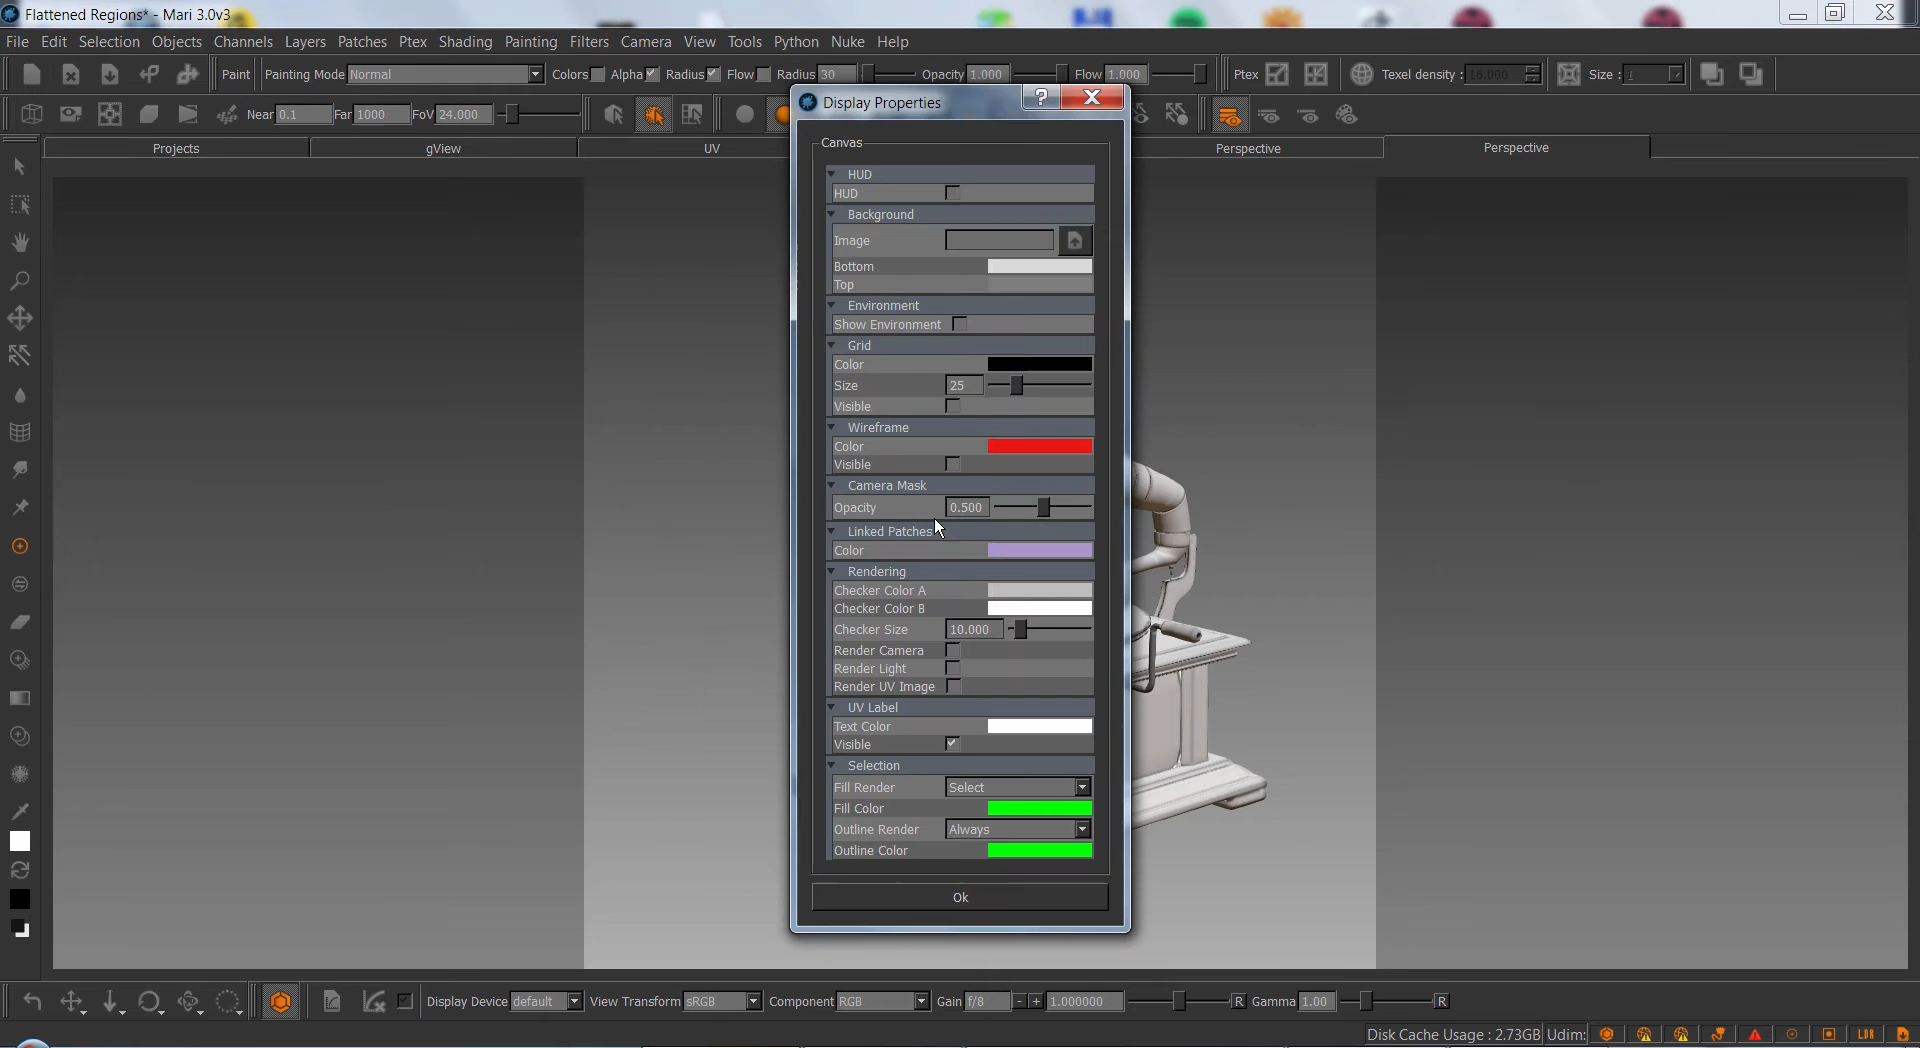 Flattened Regions* - Mari 3.0v3
File Edit Selection Objects Channels Layers Patches Ptex Shading Painting Filters Camera View Tools Python Nuke Help
Paint Painting Mode Normal Colors Alpha Radius Flow Radius 30 Opacity 1.000 Flow 1.000 Ptex Texel density : 16.000 Size : 1
Near 0.1 Far 1000 FoV 24.000
Projects gView UV Perspective Perspective
Display Properties
Canvas
HUD
HUD
Background
Image
Bottom
Top
Environment
Show Environment
Grid
Color
Size 25
Visible
Wireframe
Color
Visible
Camera Mask
Opacity 0.500
Linked Patches
Color
Rendering
Checker Color A
Checker Color B
Checker Size 10.000
Render Camera
Render Light
Render UV Image
UV Label
Text Color
Visible
Selection
Fill Render Select
Fill Color
Outline Render Always
Outline Color
Ok
Display Device default View Transform sRGB Component RGB Gain f/8 - + 1.000000 R Gamma 1.00 R
Disk Cache Usage : 2.73GB Udim: LDR